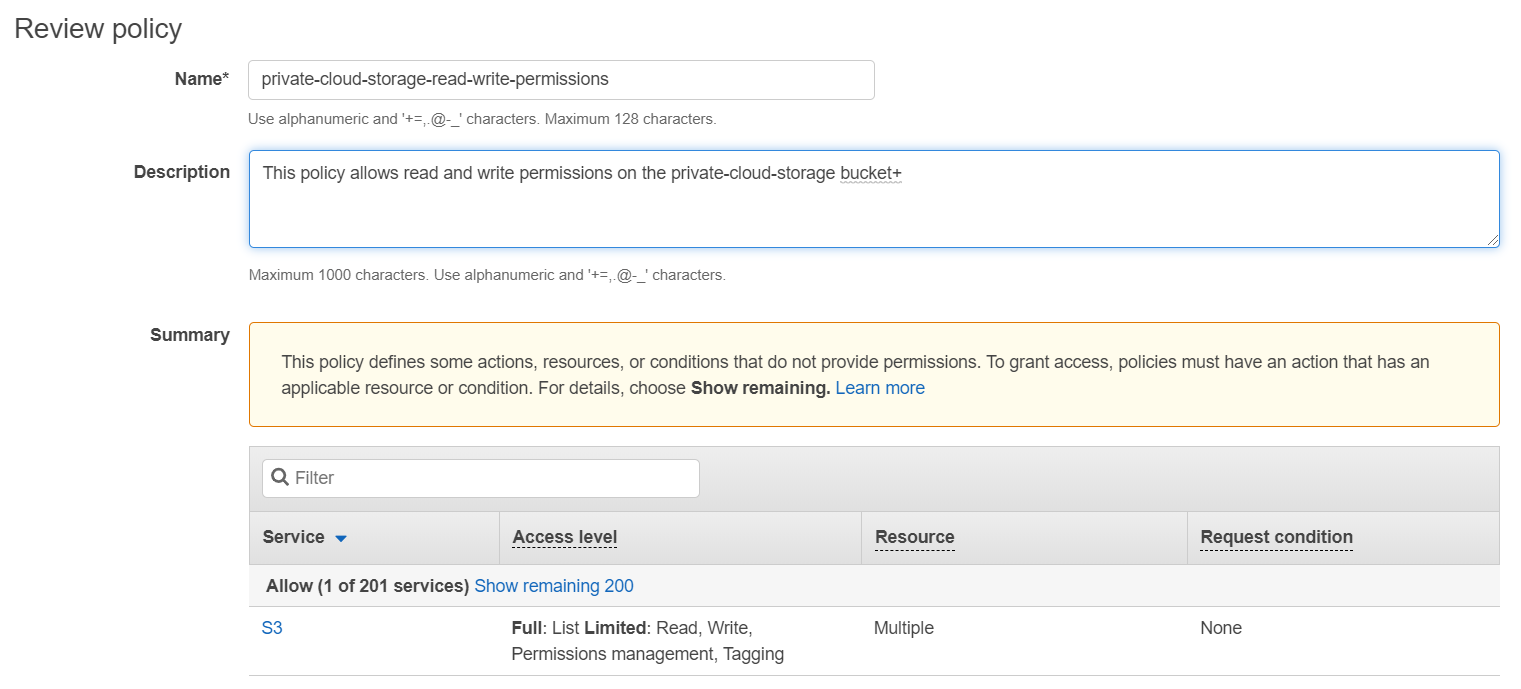 Review policy
Name*
private-cloud-storage-read-write-permissions
Use alphanumeric and '+=,.@-_' characters. Maximum 128 characters.
Description
This policy allows read and write permissions on the private-cloud-storage bucket+
Maximum 1000 characters. Use alphanumeric and '+=,.@-_' characters.
Summary
This policy defines some actions, resources, or conditions that do not provide permissions. To grant access, policies must have an action that has an
applicable resource or condition. For details, choose Show remaining. Learn more
Filter
Service Access level Resource Request condition
Allow (1 of 201 services) Show remaining 200
S3 Full: List Limited: Read, Write, Multiple None
Permissions management, Tagging